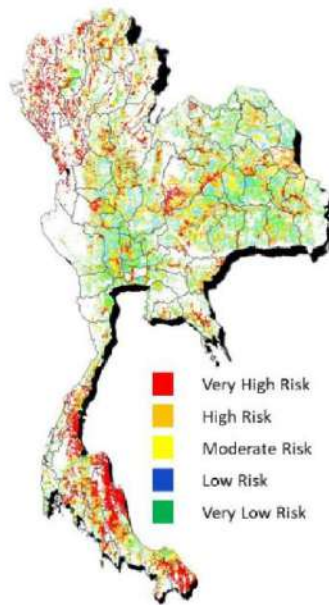 Very High Risk
High Risk
Moderate Risk
Low Risk
Very Low Risk